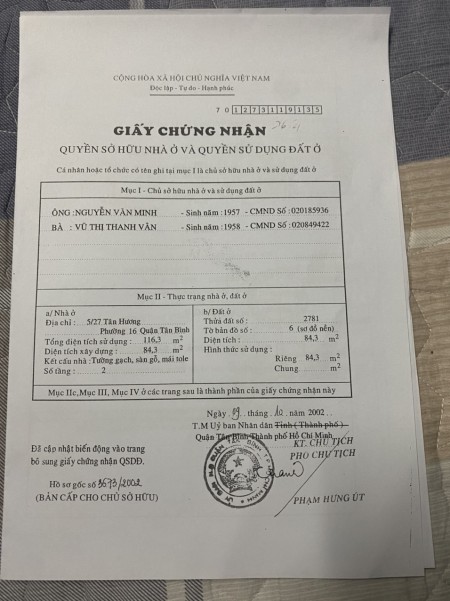 CỘNG HÒA XÃ HỘI CHỦ NGHĨA VIỆT NAM
Độc lập - Tự do - Hạnh phúc
7 0 1 2 7 3 1 1 9 1 3 5
GIẤY CHỨNG NHẬN
QUYỀN SỞ HỮU NHÀ Ở VÀ QUYỀN SỬ DỤNG ĐẤT Ở
Cá nhân hoặc tổ chức có tên ghi tại mục I là chủ sở hữu nhà ở và sử dụng đất ở
Mục I - Chủ sở hữu nhà ở và sử dụng đất ở
ÔNG : NGUYỄN VĂN MINH - Sinh năm : 1957 - CMND Số : 020185936
BÀ : VŨ THỊ THANH VÂN - Sinh năm : 1958 - CMND Số : 020849422
Mục II - Thực trạng nhà ở, đất ở
a/ Nhà ở
Địa chỉ : 5/27 Tân Hương
Phường 16 Quận Tân Bình
Tổng diện tích sử dụng : 116,3 m2
Diện tích xây dựng : 84,3 m2
Kết cấu nhà : Tường gạch, sàn gỗ, mái tole
Số tầng : 2
b/ Đất ở
Thửa đất số : 2781
Tờ bản đồ số : 6 (sơ đồ nền)
Diện tích : 84,3 m2
Hình thức sử dụng :
Riêng 84,3 m2
Chung m2
Mục IIc, Mục III, Mục IV ở các trang sau là thành phần của giấy chứng nhận này
Ngày 09 tháng 10 năm 2002
T.M Uỷ ban Nhân dân Tỉnh ( Thành phố )
Quận Tân Bình Thành phố Hồ Chí Minh
KT. CHỦ TỊCH
PHÓ CHỦ TỊCH
Đã cập nhật biến động vào trang
bổ sung giấy chứng nhận QSDĐ.
Hồ sơ gốc số 3673/2002
(BẢN CẤP CHO CHỦ SỞ HỮU)
PHẠM HÙNG ÚT